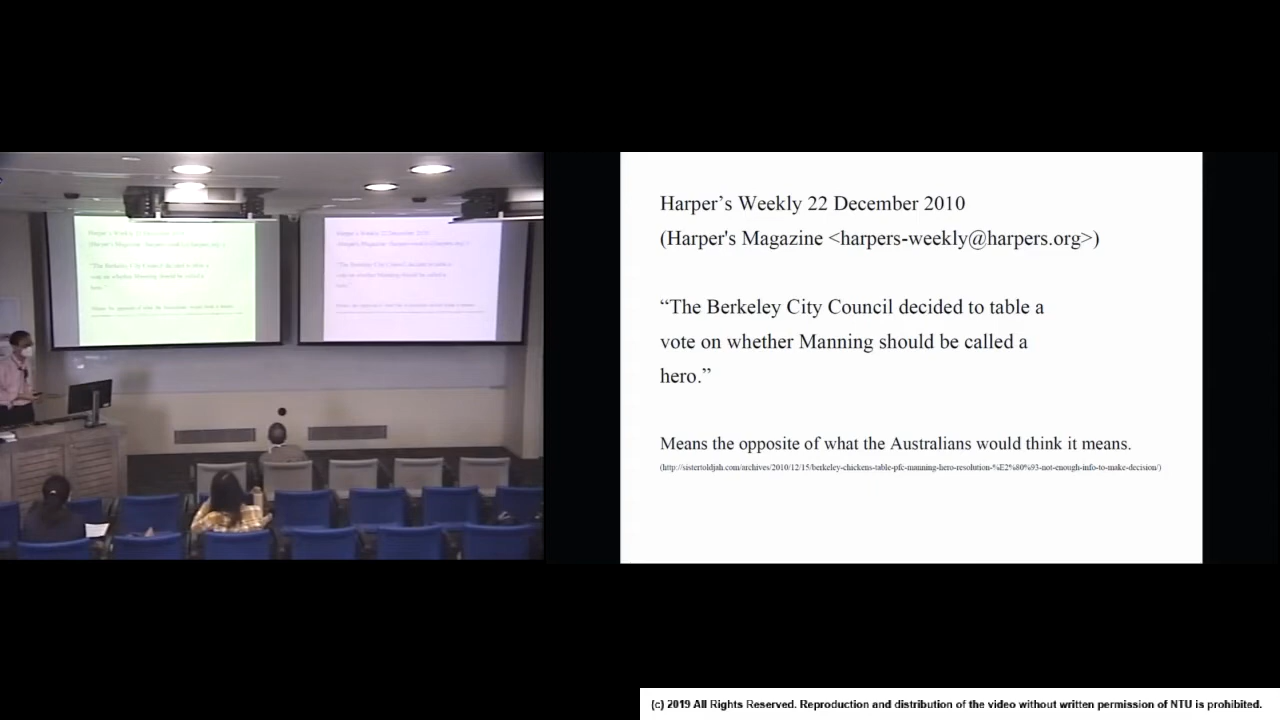 Harper’s Weekly 22 December 2010
(Harper's Magazine <harpers-weekly@harpers.org>)
“The Berkeley City Council decided to table a
vote on whether Manning should be called a
hero.”
Means the opposite of what the Australians would think it means.
(http://sistertoldjah.com/archives/2010/12/15/berkeley-chickens-table-pfc-manning-hero-resolution-%E2%80%93-not-enough-info-to-make-decision/)
(c) 2019 All Rights Reserved. Reproduction and distribution of the video without written permission of NTU is prohibited.